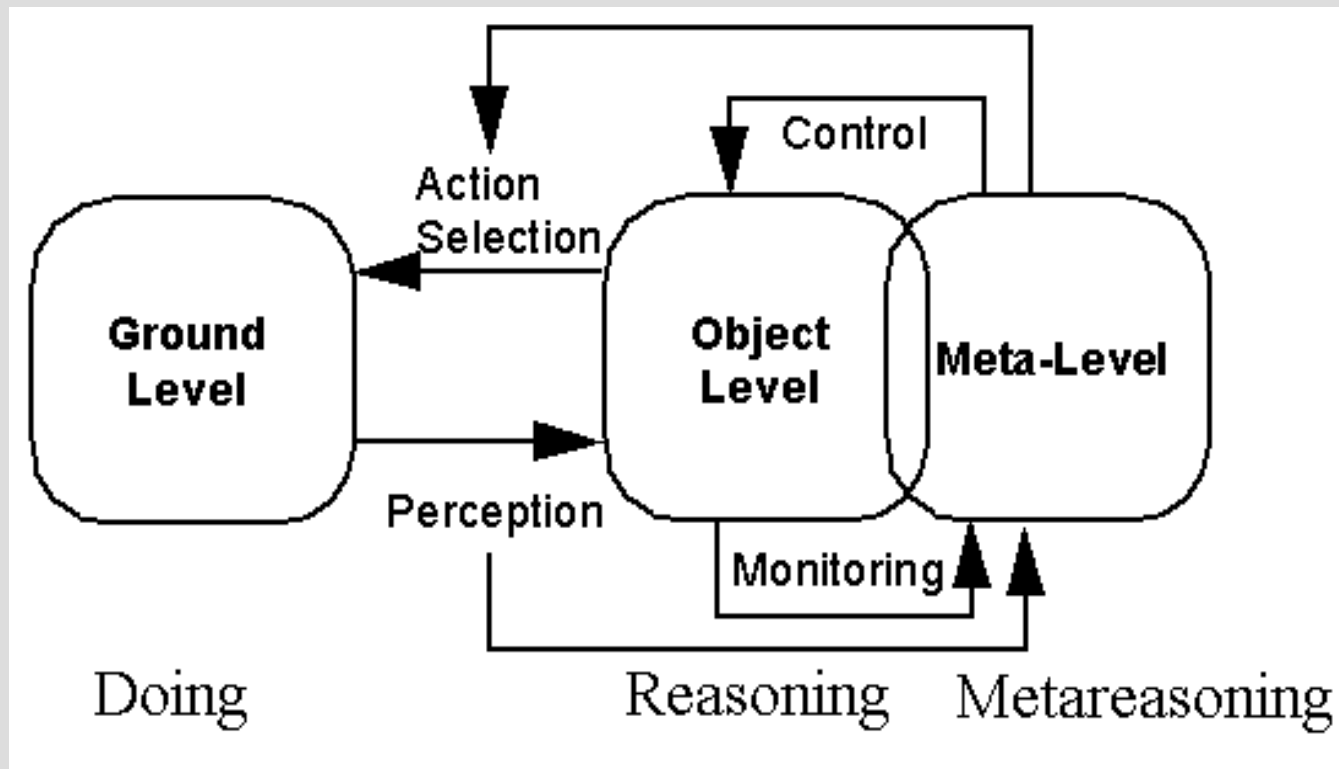 Control
Action
Selection
Ground
Level
Object
Level
Meta-Level
Perception
Monitoring
Doing
Reasoning
Metareasoning